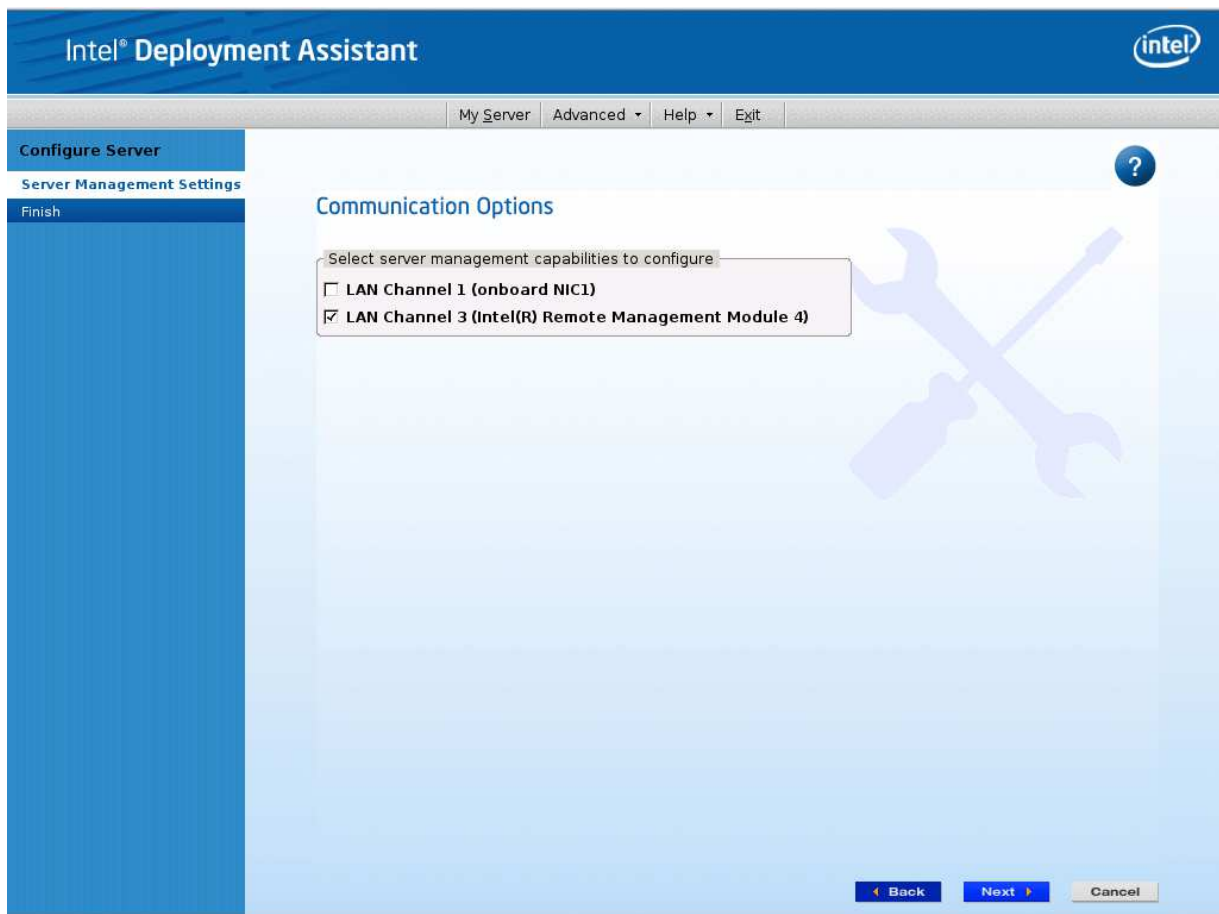 Intel® Deployment Assistant
intel
My Server Advanced Help Exit
Configure Server
Server Management Settings
Finish
?
Communication Options
Select server management capabilities to configure
LAN Channel 1 (onboard NIC1)
LAN Channel 3 (Intel(R) Remote Management Module 4)
Back Next Cancel